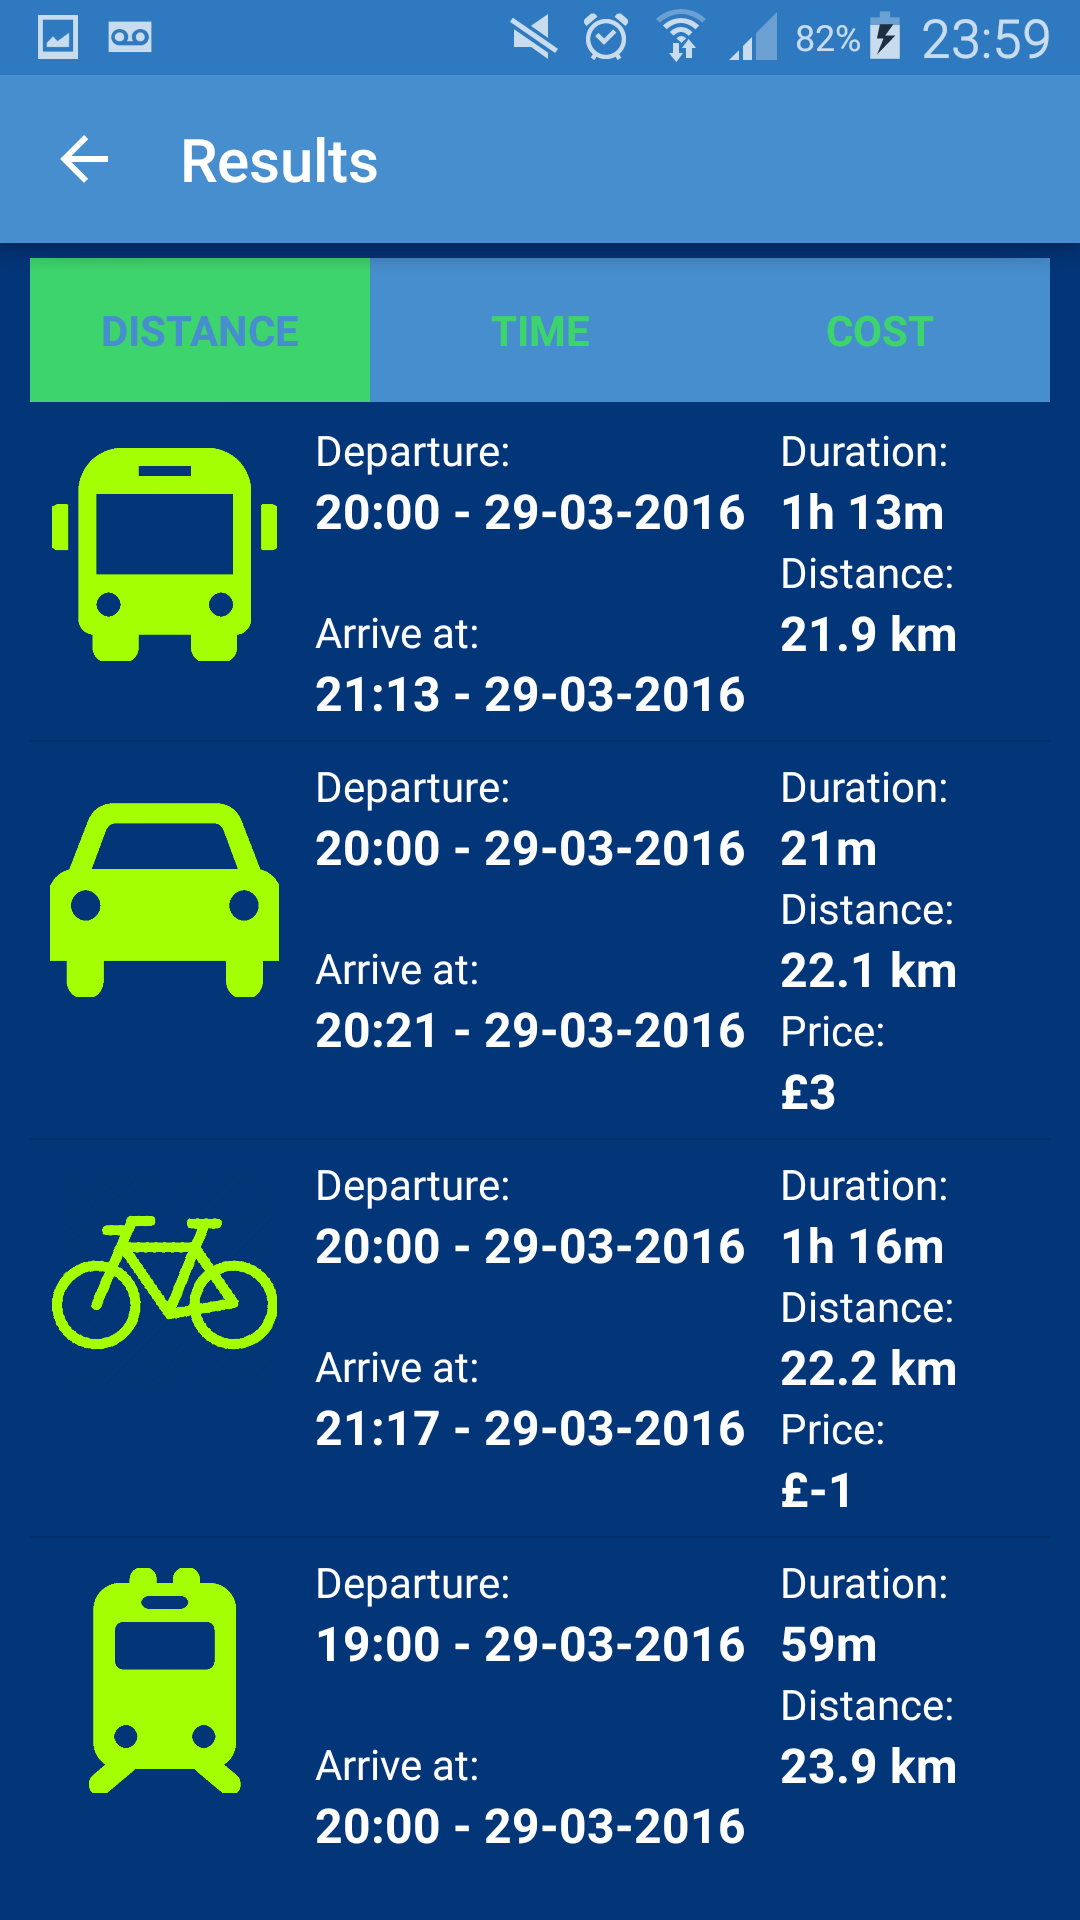 82% 23:59
Results
DISTANCE TIME COST
Departure: Duration:
20:00 - 29-03-2016 1h 13m
Distance:
Arrive at: 21.9 km
21:13 - 29-03-2016
Departure: Duration:
20:00 - 29-03-2016 21m
Distance:
Arrive at: 22.1 km
20:21 - 29-03-2016 Price:
£3
Departure: Duration:
20:00 - 29-03-2016 1h 16m
Distance:
Arrive at: 22.2 km
21:17 - 29-03-2016 Price:
£-1
Departure: Duration:
19:00 - 29-03-2016 59m
Distance:
Arrive at: 23.9 km
20:00 - 29-03-2016